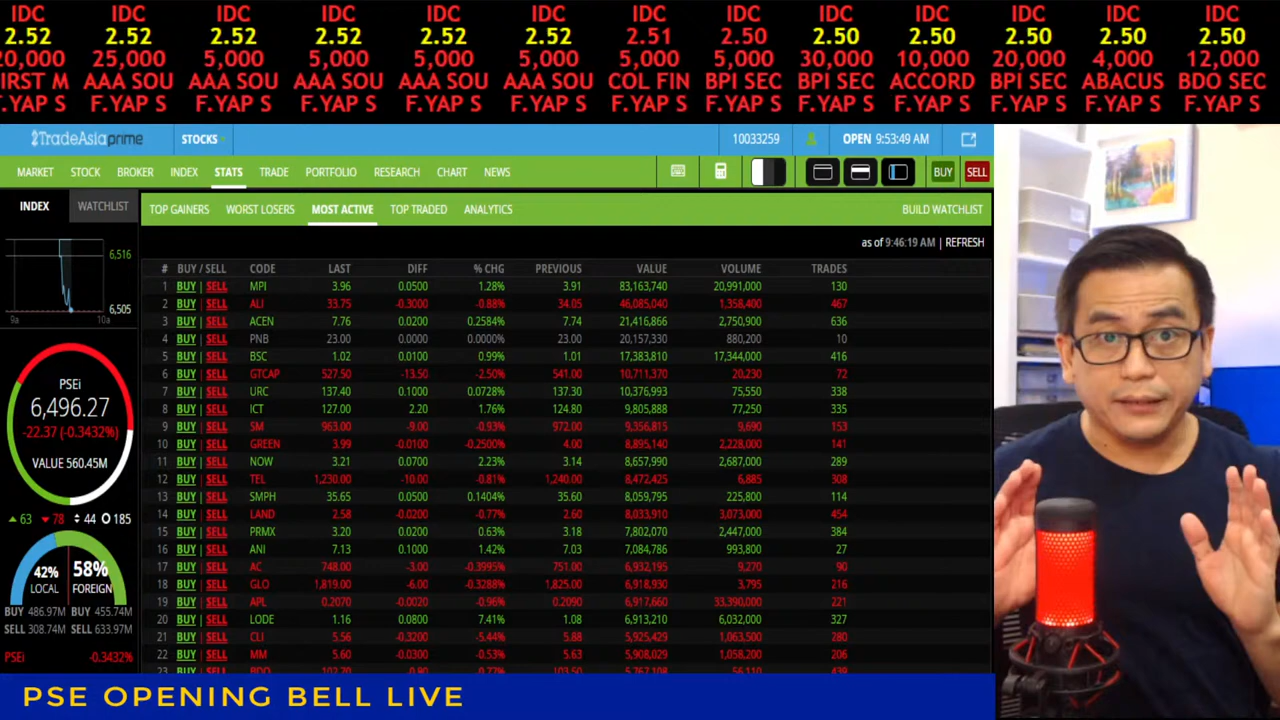 IDC IDC IDC IDC IDC IDC IDC IDC IDC IDC IDC IDC IDC
2.52 2.52 2.52 2.52 2.52 2.52 2.51 2.50 2.50 2.50 2.50 2.50 2.50
20,000 25,000 5,000 5,000 5,000 5,000 5,000 5,000 30,000 10,000 20,000 4,000 12,000
IRST M AAA SOU AAA SOU AAA SOU AAA SOU AAA SOU COL FIN BPI SEC BPI SEC ACCORD BPI SEC ABACUS BDO SEC
F.YAP S F.YAP S F.YAP S F.YAP S F.YAP S F.YAP S F.YAP S F.YAP S F.YAP S F.YAP S F.YAP S F.YAP S F.YAP S
2TradeAsia prime STOCKS 10033259 OPEN 9:53:49 AM
MARKET STOCK BROKER INDEX STATS TRADE PORTFOLIO RESEARCH CHART NEWS BUY SELL
INDEX WATCHLIST TOP GAINERS WORST LOSERS MOST ACTIVE TOP TRADED ANALYTICS BUILD WATCHLIST
as of 9:46:19 AM | REFRESH
6,516
6,505
9a 10a
PSEi
6,496.27
-22.37 (-0.3432%)
VALUE 560.45M
63 78 44 185
42% 58%
LOCAL FOREIGN
BUY 486.97M BUY 455.74M
SELL 308.74M SELL 633.97M
PSEi -0.3432%
# BUY / SELL CODE LAST DIFF % CHG PREVIOUS VALUE VOLUME TRADES
1 BUY | SELL MPI 3.96 0.0500 1.28% 3.91 83,163,740 20,991,000 130
2 BUY | SELL ALI 33.75 -0.3000 -0.88% 34.05 46,085,040 1,358,400 467
3 BUY | SELL ACEN 7.76 0.0200 0.2584% 7.74 21,416,866 2,750,900 636
4 BUY | SELL PNB 23.00 0.0000 0.0000% 23.00 20,157,330 880,200 10
5 BUY | SELL BSC 1.02 0.0100 0.99% 1.01 17,383,810 17,344,000 416
6 BUY | SELL GTCAP 527.50 -13.50 -2.50% 541.00 10,711,370 20,230 72
7 BUY | SELL URC 137.40 0.1000 0.0728% 137.30 10,376,993 75,550 338
8 BUY | SELL ICT 127.00 2.20 1.76% 124.80 9,805,888 77,250 335
9 BUY | SELL SM 963.00 -9.00 -0.93% 972.00 9,356,815 9,690 153
10 BUY | SELL GREEN 3.99 -0.0100 -0.2500% 4.00 8,895,140 2,228,000 141
11 BUY | SELL NOW 3.21 0.0700 2.23% 3.14 8,657,990 2,687,000 289
12 BUY | SELL TEL 1,230.00 -10.00 -0.81% 1,240.00 8,472,425 6,885 308
13 BUY | SELL SMPH 35.65 0.0500 0.1404% 35.60 8,059,795 225,800 114
14 BUY | SELL LAND 2.58 -0.0200 -0.77% 2.60 8,033,910 3,073,000 454
15 BUY | SELL PRMX 3.20 0.0200 0.63% 3.18 7,802,070 2,447,000 384
16 BUY | SELL ANI 7.13 0.1000 1.42% 7.03 7,084,786 993,800 27
17 BUY | SELL AC 748.00 -3.00 -0.3995% 751.00 6,932,195 9,270 90
18 BUY | SELL GLO 1,819.00 -6.00 -0.3288% 1,825.00 6,918,930 3,795 216
19 BUY | SELL APL 0.2070 -0.0020 -0.96% 0.2090 6,917,660 33,390,000 221
20 BUY | SELL LODE 1.16 0.0800 7.41% 1.08 6,913,210 6,032,000 327
21 BUY | SELL CLI 5.56 -0.3200 -5.44% 5.88 5,925,429 1,063,500 280
22 BUY | SELL MM 5.60 -0.0300 -0.53% 5.63 5,908,029 1,058,200 206
23 BUY | SELL BDO 102.70 -0.80 -0.77% 103.50 5,767,108 56,110 439
PSE OPENING BELL LIVE